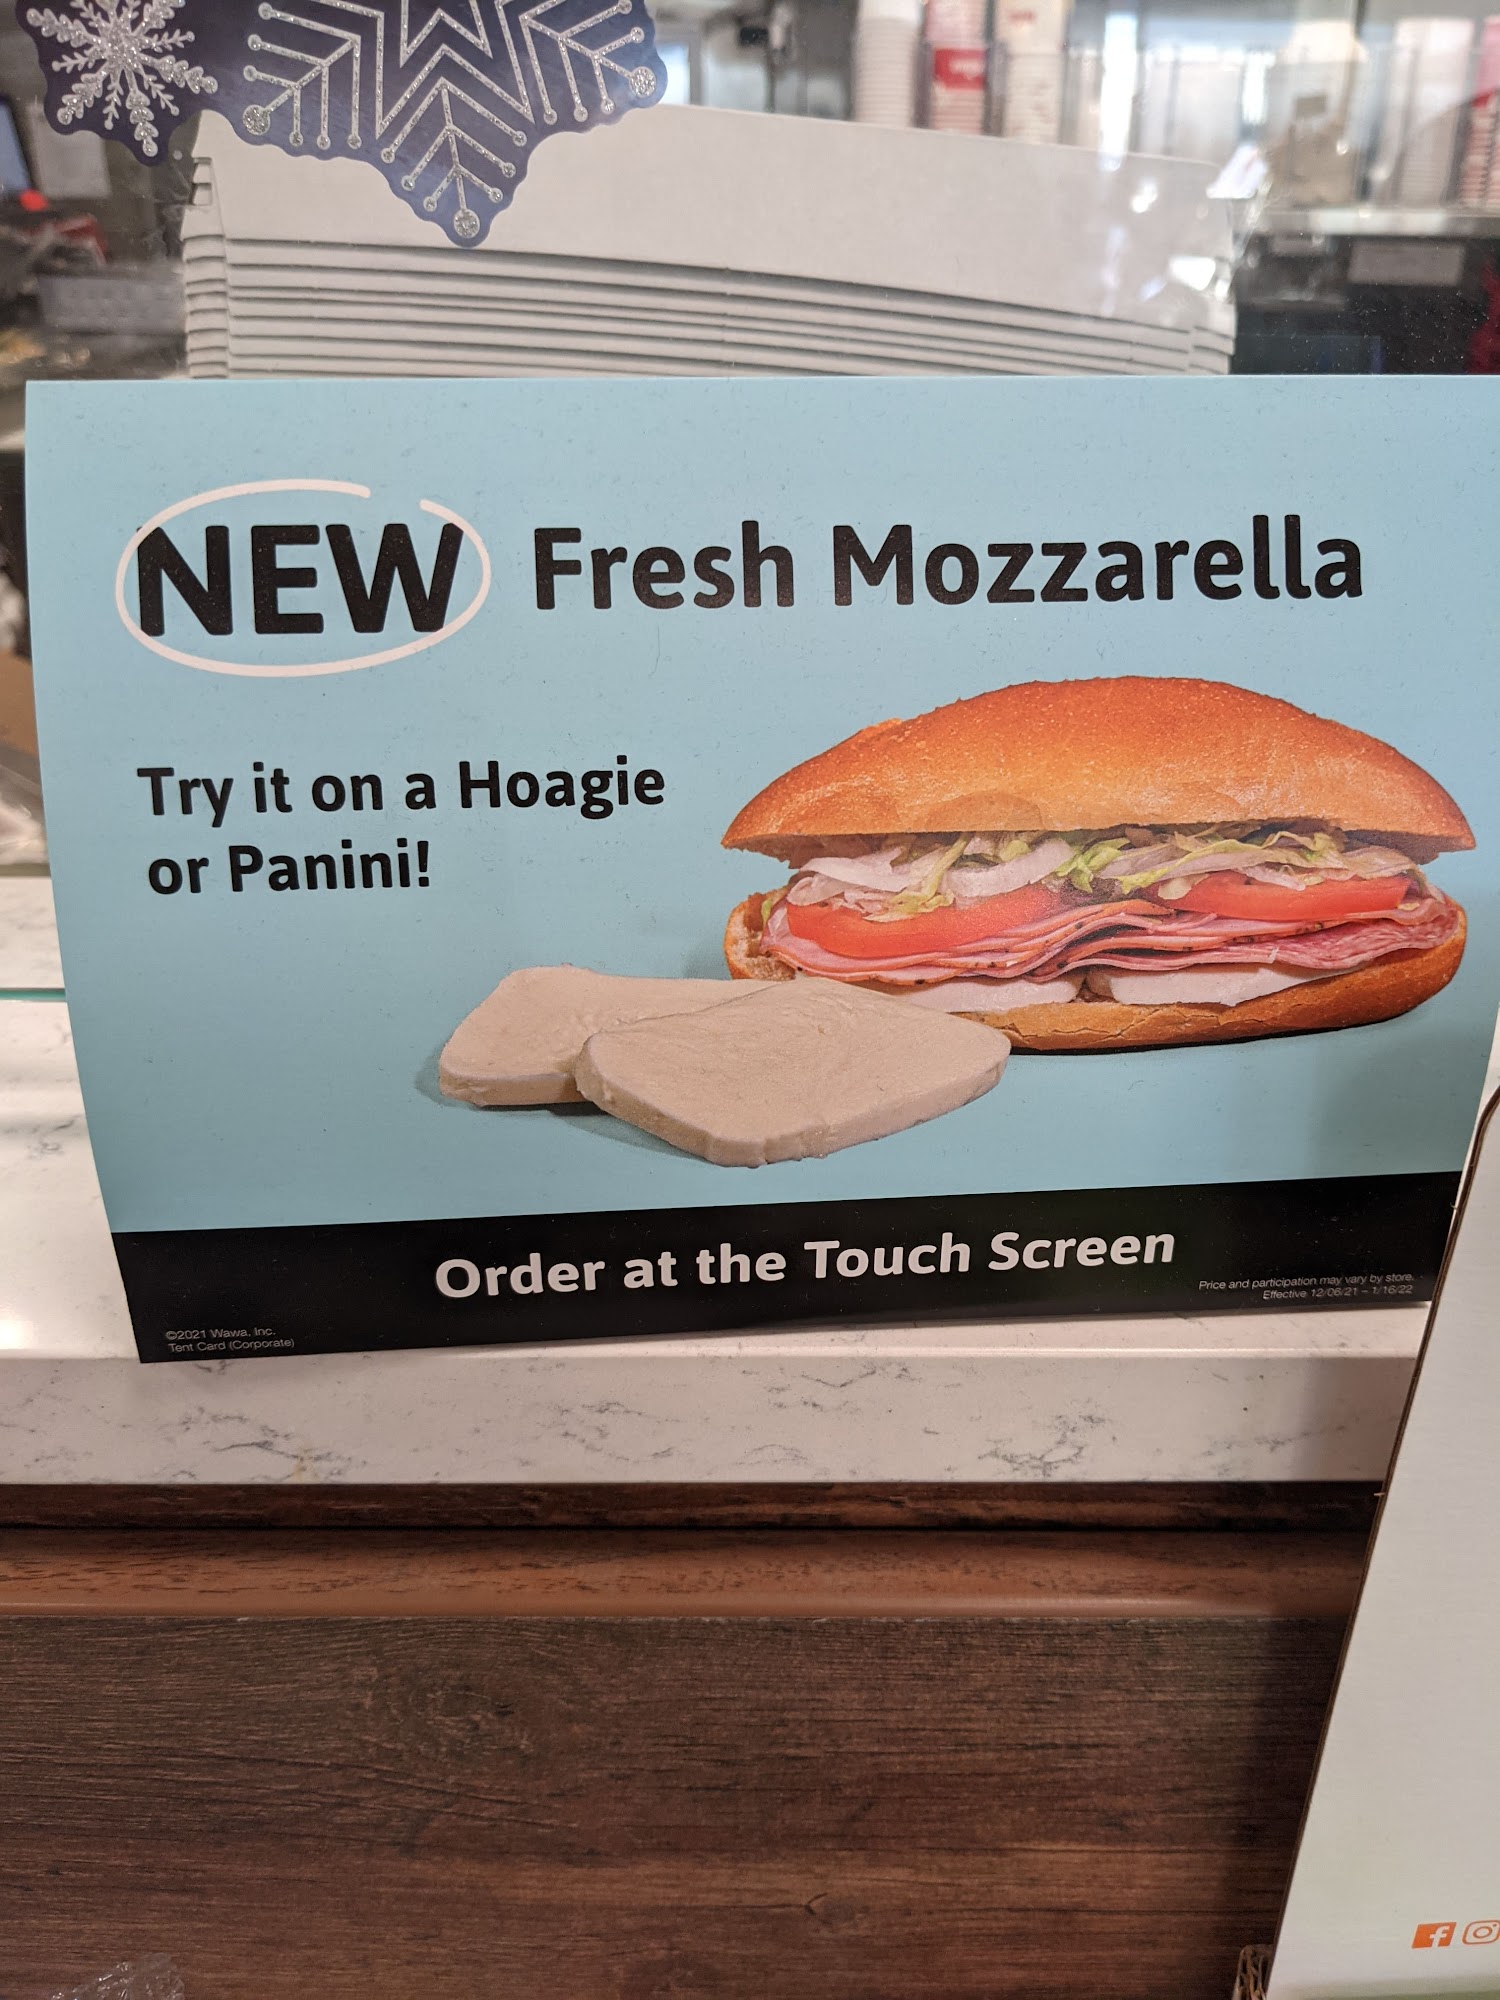 NEW Fresh Mozzarella
Try it on a Hoagie
or Panini!
Order at the Touch Screen
Price and participation may vary by store.
Effective 12/06/21 – 1/16/22
©2021 Wawa, Inc.
Tent Card (Corporate)